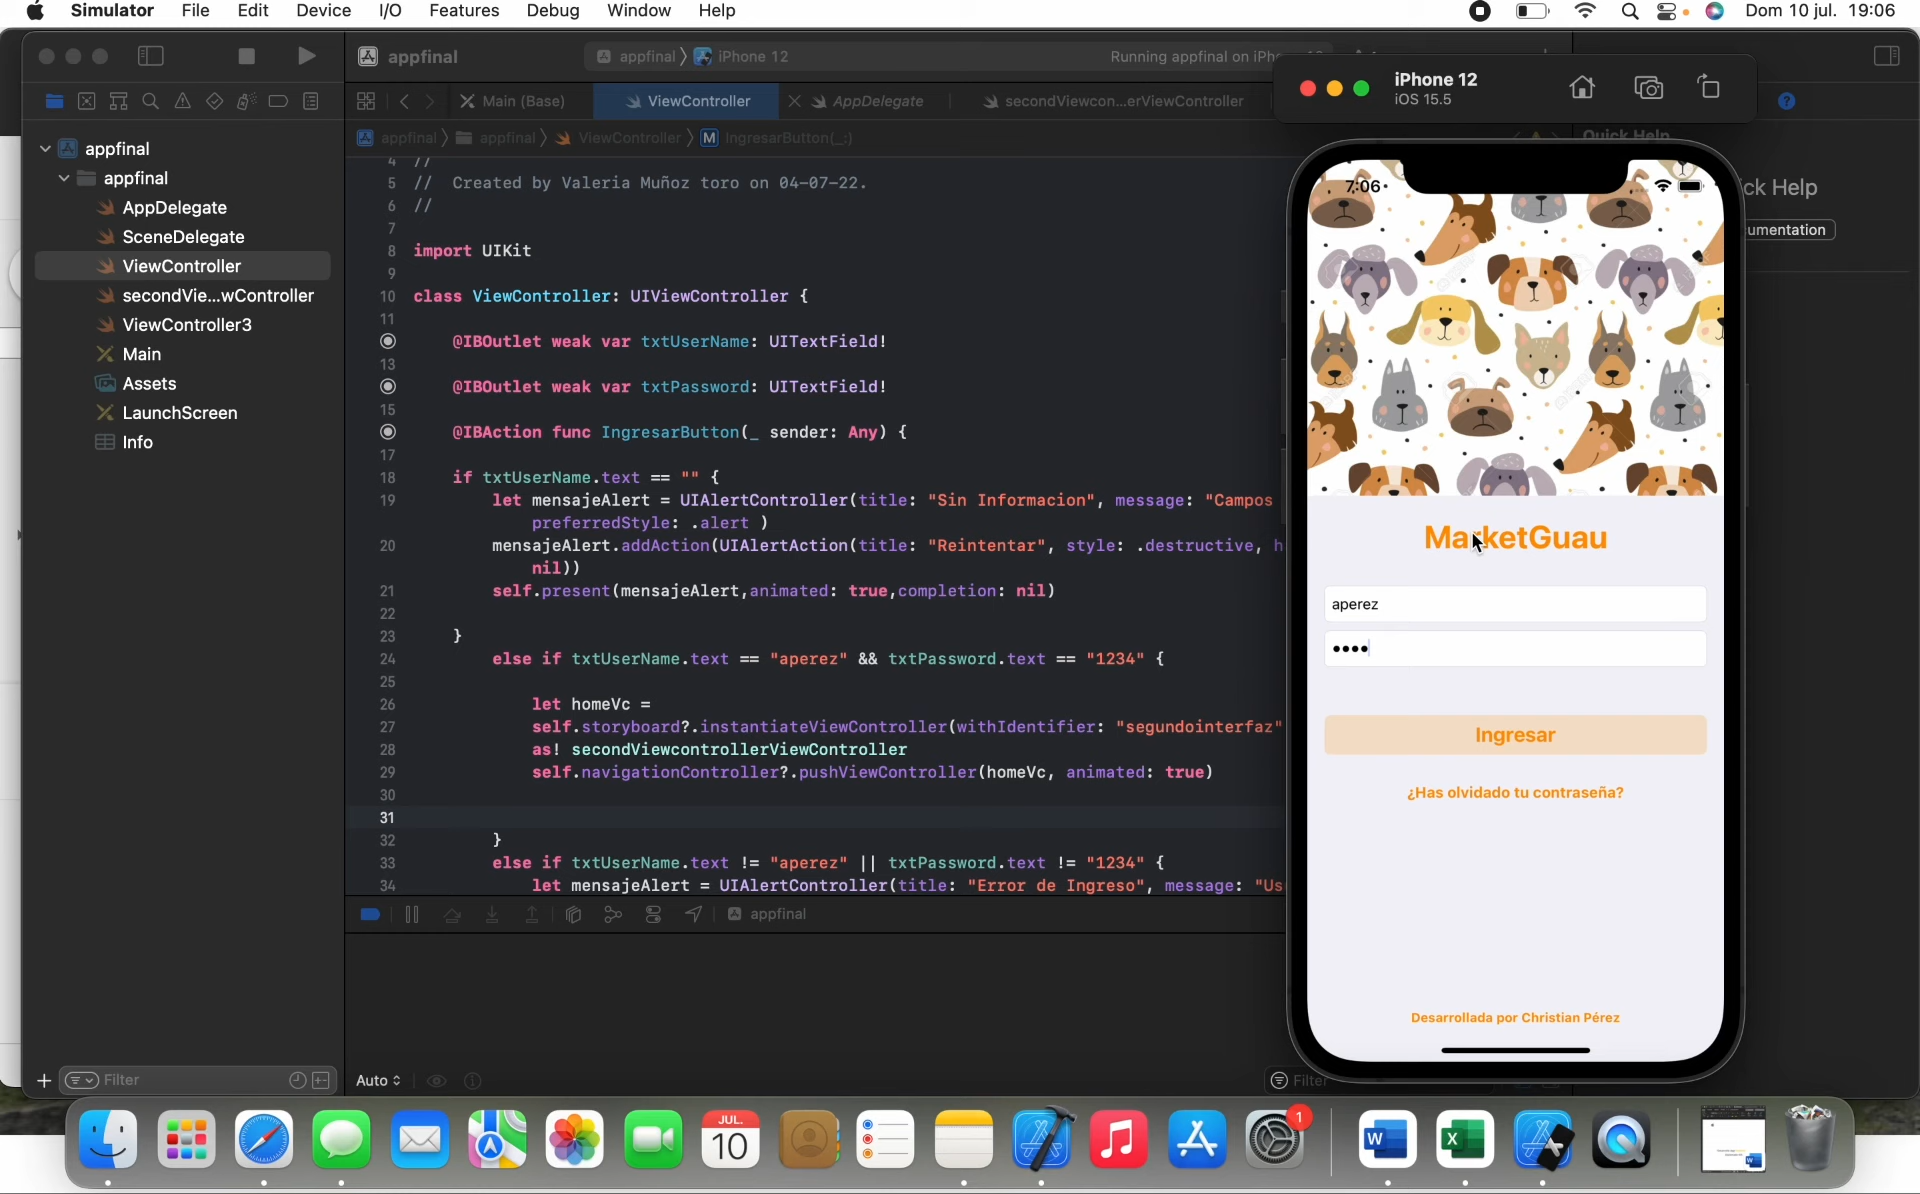 Simulator File Edit Device I/O Features Debug Window Help Dom 10 jul. 19:06
appfinal
appfinal iPhone 12 Running appfinal on iPh
Main (Base) ViewController AppDelegate secondViewcon...erViewController
appfinal appfinal ViewController M IngresarButton(_:)
appfinal
appfinal
AppDelegate
SceneDelegate
ViewController
secondVie...wController
ViewController3
Main
Assets
LaunchScreen
Info
Filter
4 //
5 // Created by Valeria Muñoz toro on 04-07-22.
6 //
7
8 import UIKit
9
10 class ViewController: UIViewController {
11
@IBOutlet weak var txtUserName: UITextField!
13
@IBOutlet weak var txtPassword: UITextField!
15
@IBAction func IngresarButton(_ sender: Any) {
17
18 if txtUserName.text == "" {
19 let mensajeAlert = UIAlertController(title: "Sin Informacion", message: "Campos
preferredStyle: .alert )
20 mensajeAlert.addAction(UIAlertAction(title: "Reintentar", style: .destructive, h
nil))
21 self.present(mensajeAlert,animated: true,completion: nil)
22
23 }
24 else if txtUserName.text == "aperez" && txtPassword.text == "1234" {
25
26 let homeVc =
27 self.storyboard?.instantiateViewController(withIdentifier: "segundointerfaz"
28 as! secondViewcontrollerViewController
29 self.navigationController?.pushViewController(homeVc, animated: true)
30
31
32 }
33 else if txtUserName.text != "aperez" || txtPassword.text != "1234" {
34 let mensajeAlert = UIAlertController(title: "Error de Ingreso", message: "Us
appfinal
Auto
Filter
iPhone 12
iOS 15.5
Quick Help
ck Help
umentation
7:06
MarketGuau
aperez
••••
Ingresar
¿Has olvidado tu contraseña?
Desarrollada por Christian Pérez
JUL.
10
1
W
X
W